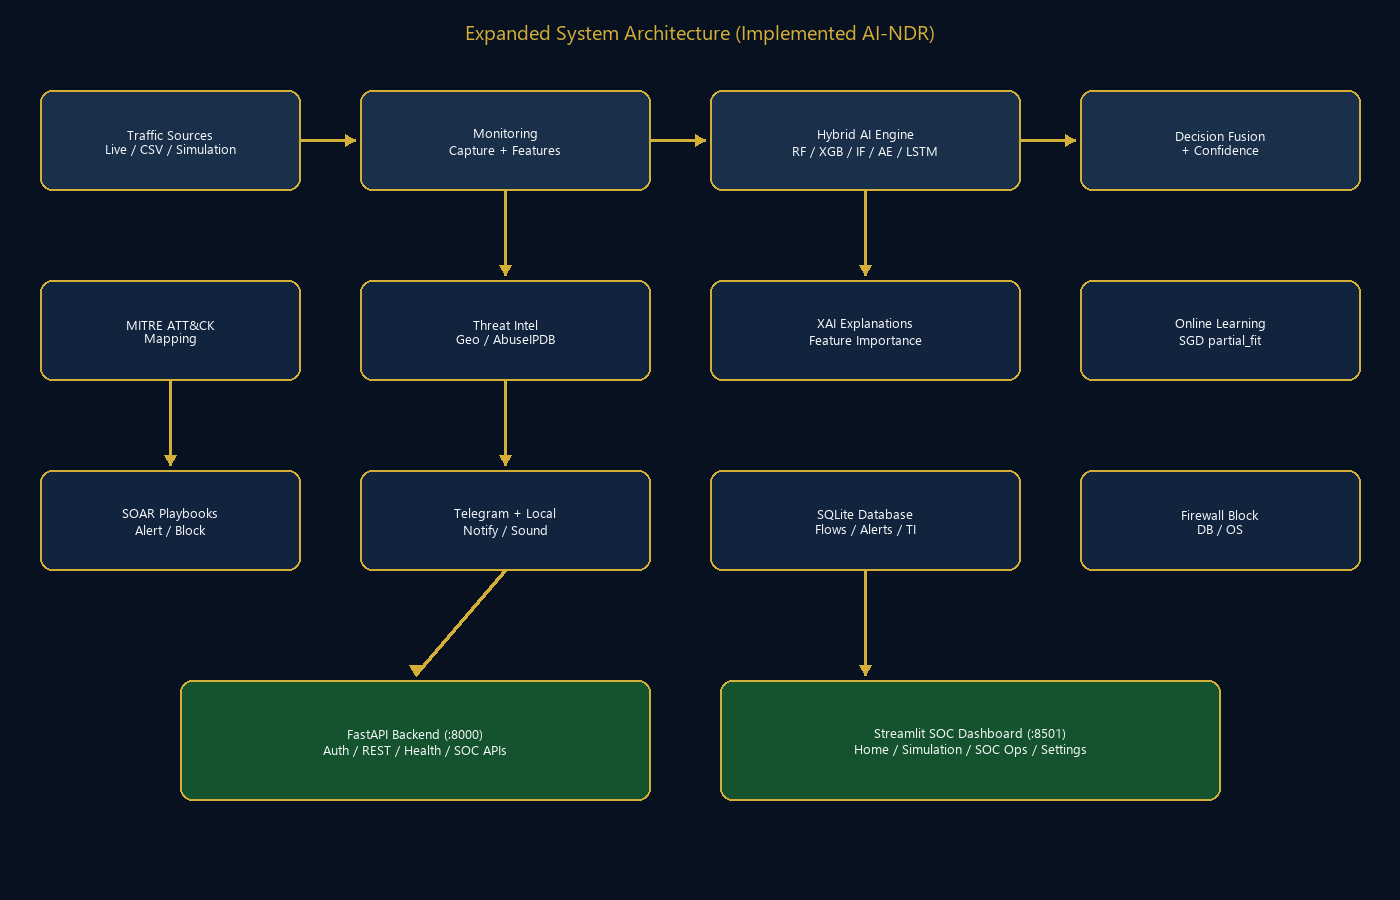 Expanded System Architecture (Implemented AI-NDR)
Traffic Sources
Live / CSV / Simulation
Monitoring
Capture + Features
Hybrid AI Engine
RF / XGB / IF / AE / LSTM
Decision Fusion
+ Confidence
MITRE ATT&CK
Mapping
Threat Intel
Geo / AbuseIPDB
XAI Explanations
Feature Importance
Online Learning
SGD partial_fit
SOAR Playbooks
Alert / Block
Telegram + Local
Notify / Sound
SQLite Database
Flows / Alerts / TI
Firewall Block
DB / OS
FastAPI Backend (:8000)
Auth / REST / Health / SOC APIs
Streamlit SOC Dashboard (:8501)
Home / Simulation / SOC Ops / Settings